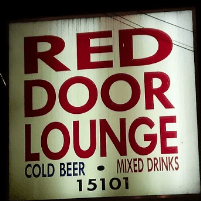 RED
DOOR
LOUNGE
COLD BEER • MIXED DRINKS
15101